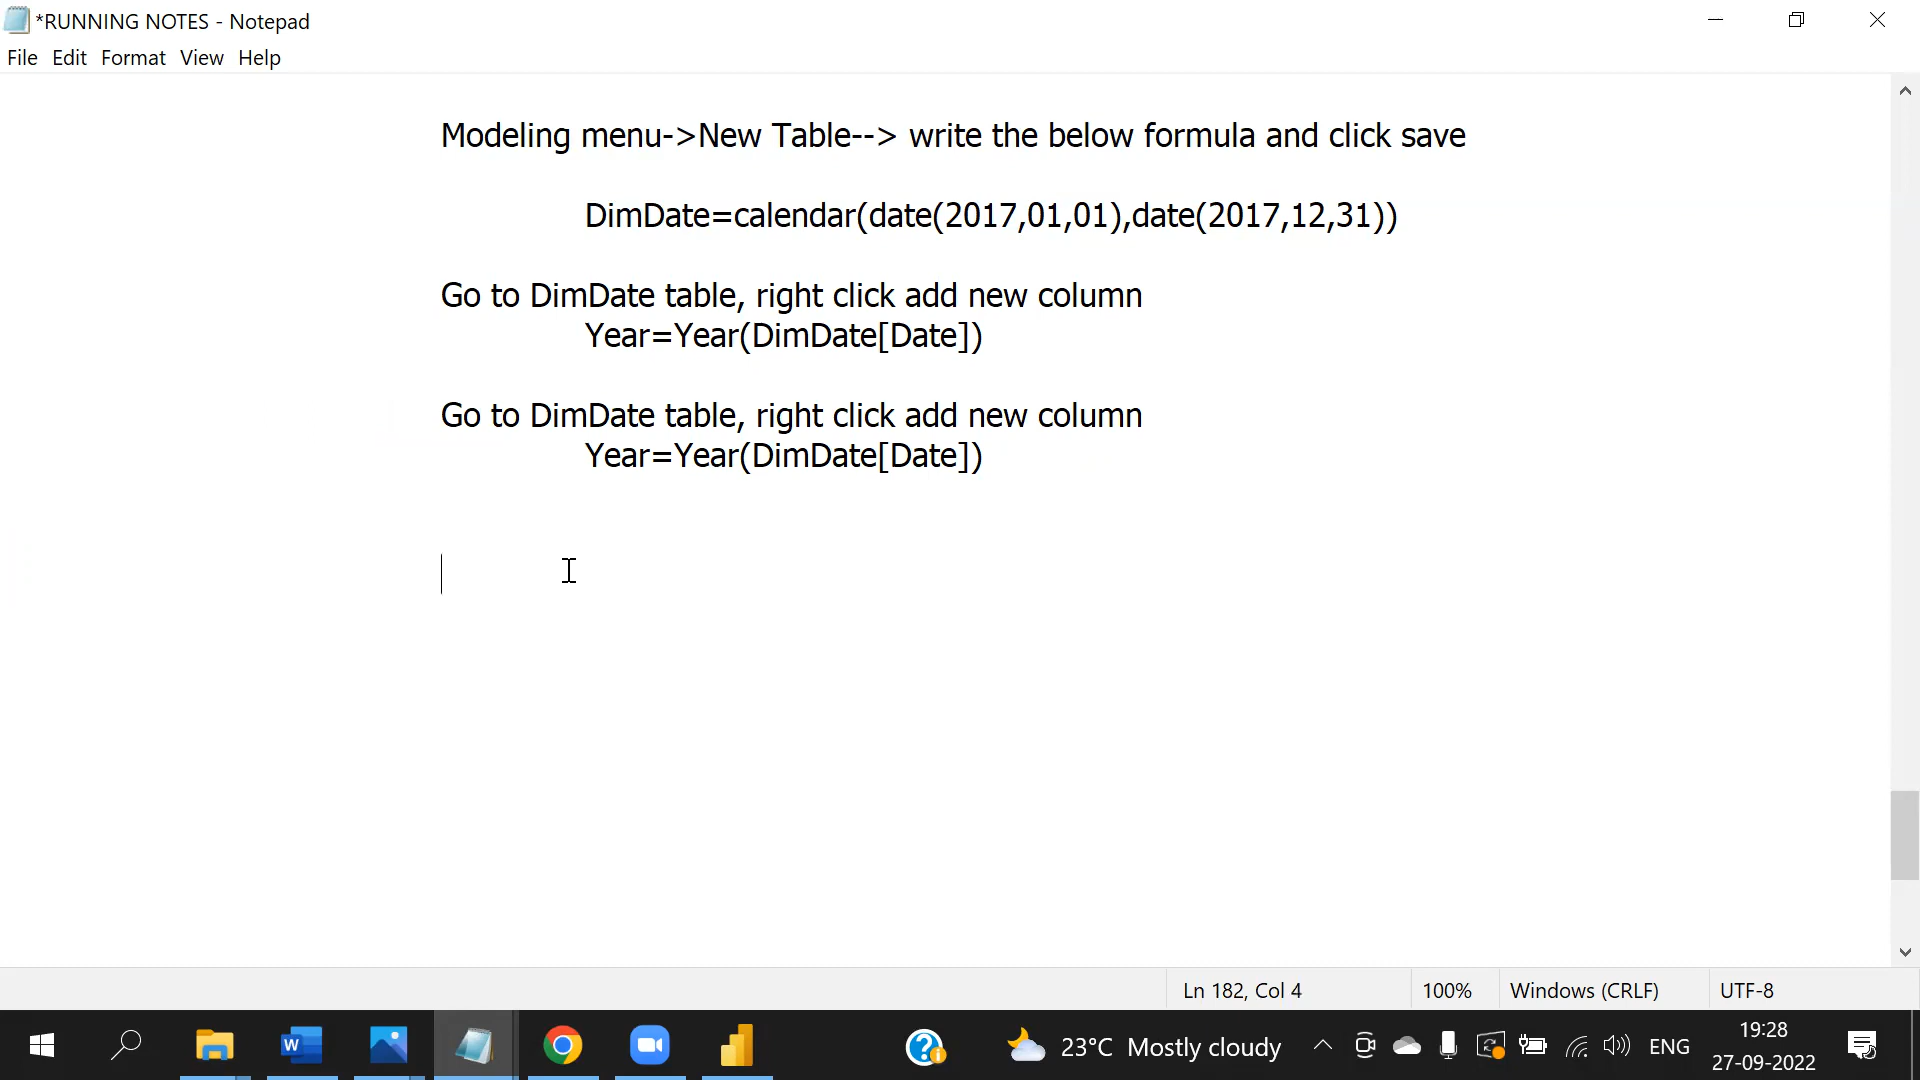 *RUNNING NOTES - Notepad
File Edit Format View Help
Modeling menu->New Table--> write the below formula and click save
DimDate=calendar(date(2017,01,01),date(2017,12,31))
Go to DimDate table, right click add new column
Year=Year(DimDate[Date])
Go to DimDate table, right click add new column
Year=Year(DimDate[Date])
Ln 182, Col 4
100%
Windows (CRLF)
UTF-8
W
?
23°C Mostly cloudy
ENG
19:28
27-09-2022